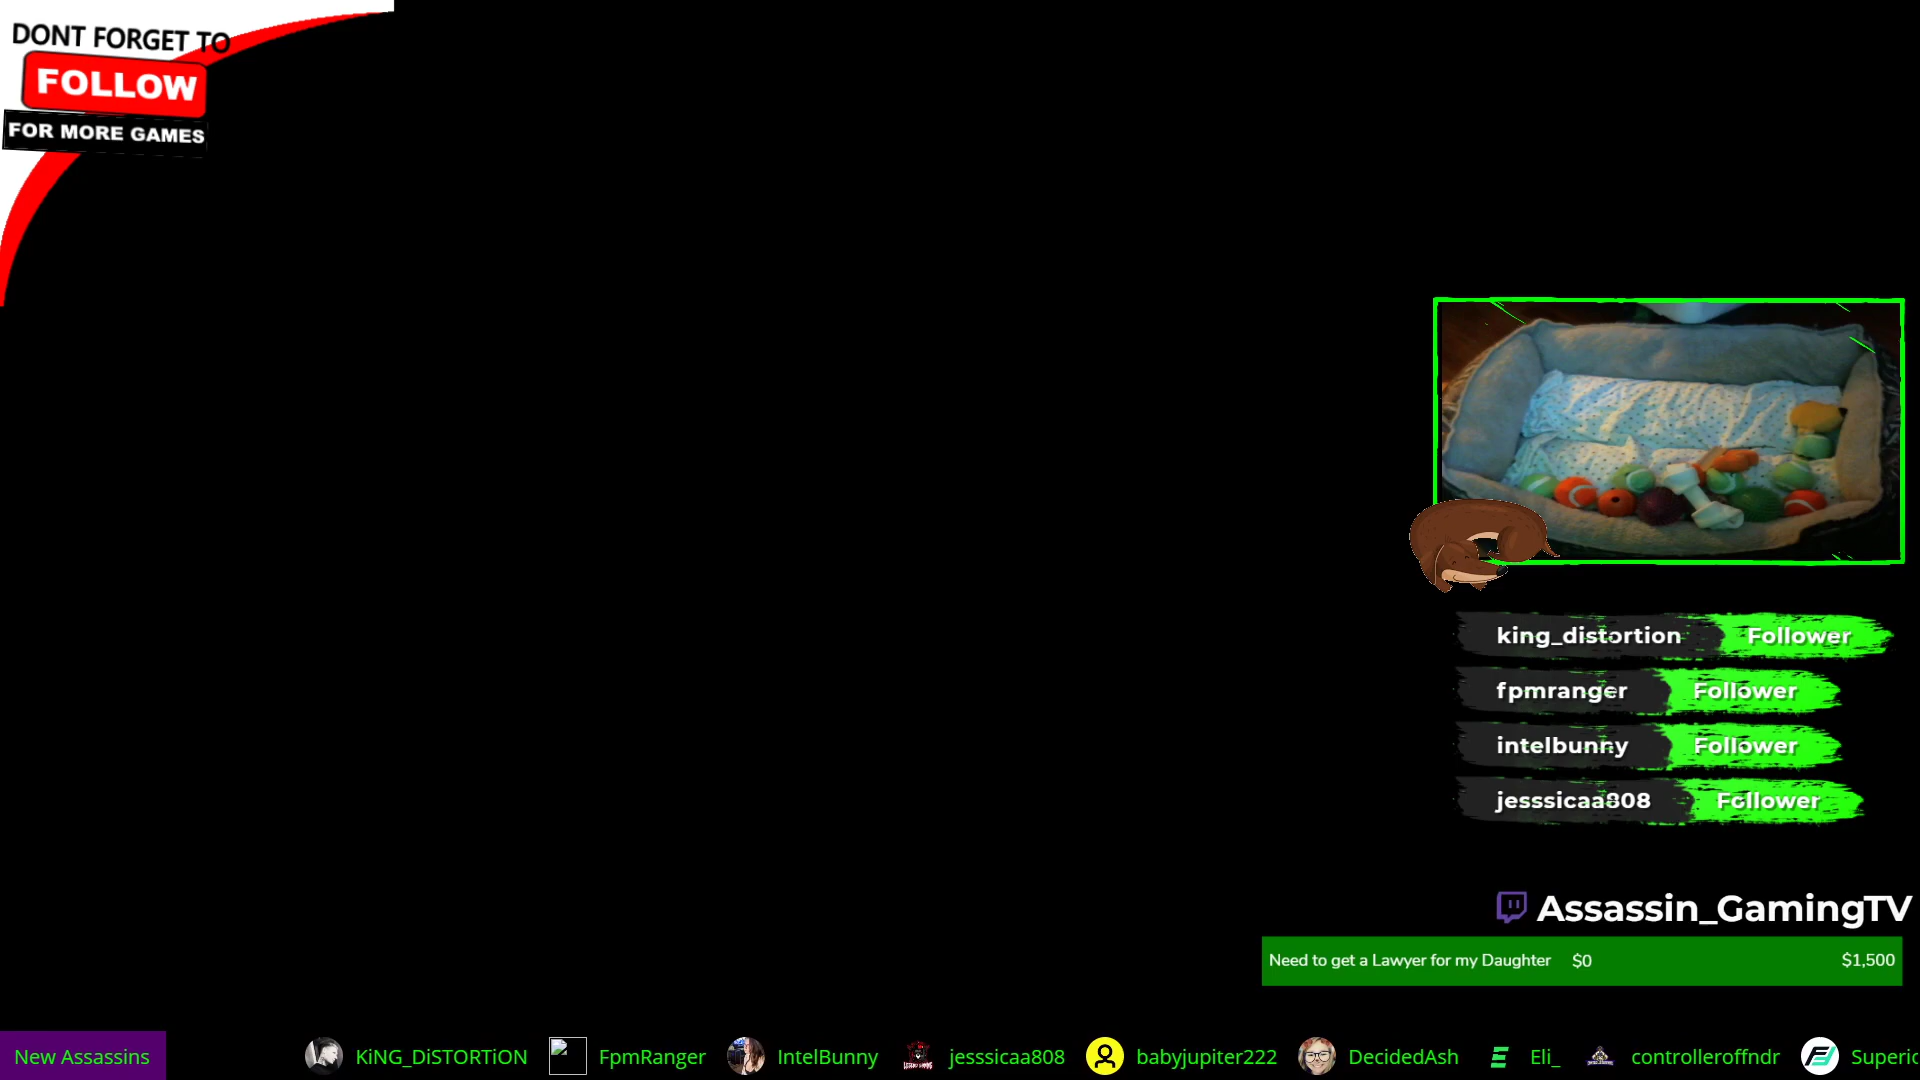 DONT FORGET TO
FOLLOW
FOR MORE GAMES
king_distortion Follower
fpmranger Follower
intelbunny Follower
jesssicaa808 Follower
Assassin_GamingTV
Need to get a Lawyer for my Daughter $0 $1,500
New Assassins KiNG_DiSTORTiON FpmRanger IntelBunny jesssicaa808 babyjupiter222 DecidedAsh Eli_ controlleroffndr